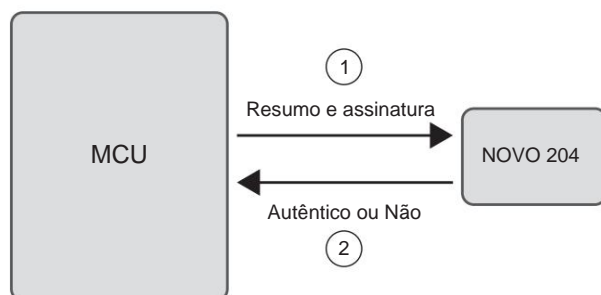 1
Resumo e assinatura
MCU
NOVO 204
Autêntico ou Não
2